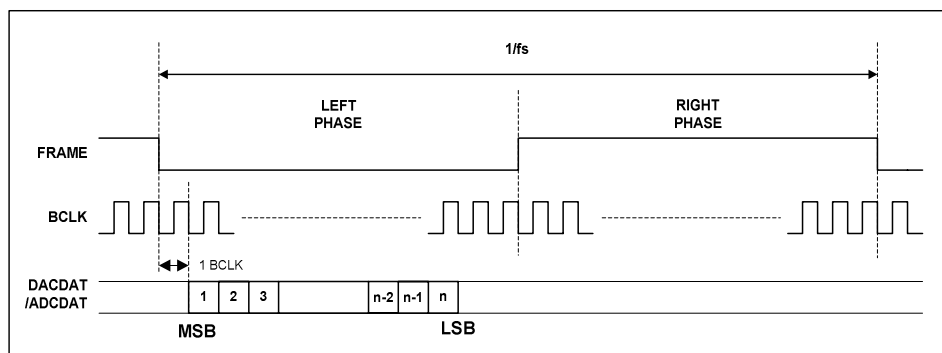 1/fs
LEFT
PHASE
RIGHT
PHASE
FRAME
BCLK
1 BCLK
DACDAT
/ADCDAT
1 2 3 n-2 n-1 n
MSB LSB